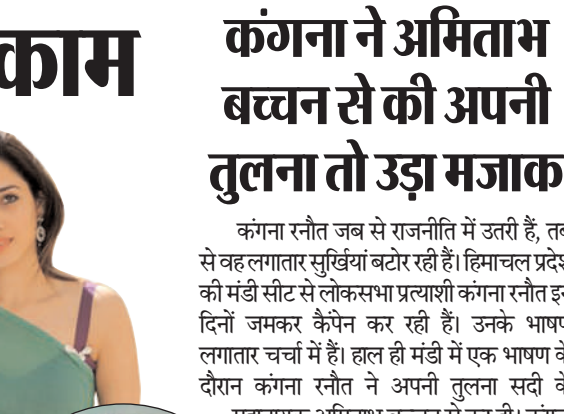 काम
कंगना ने अमिताभ
बच्चन से की अपनी
तुलना तो उड़ा मजाक
कंगना रनौत जब से राजनीति में उतरी हैं, तब
से वह लगातार सुर्खियां बटोर रही हैं। हिमाचल प्रदेश
की मंडी सीट से लोकसभा प्रत्याशी कंगना रनौत इन
दिनों जमकर कैंपेन कर रही हैं। उनके भाषण
लगातार चर्चा में हैं। हाल ही मंडी में एक भाषण के
दौरान कंगना रनौत ने अपनी तुलना सदी के